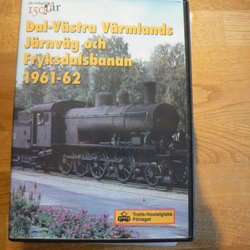 150 år
Dal-Västra Värmlands
Järnväg och
Fryksdalsbanan
1961-62
Trafik-Nostalgiska
Förlaget